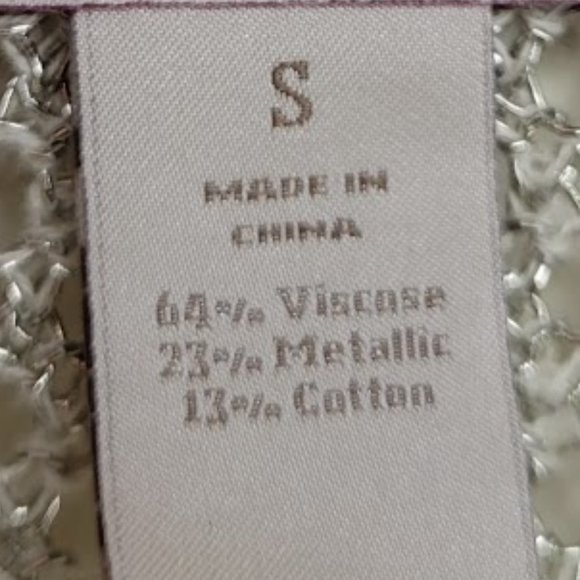 S
MADE IN
CHINA
64% Viscose
23% Metallic
13% Cotton